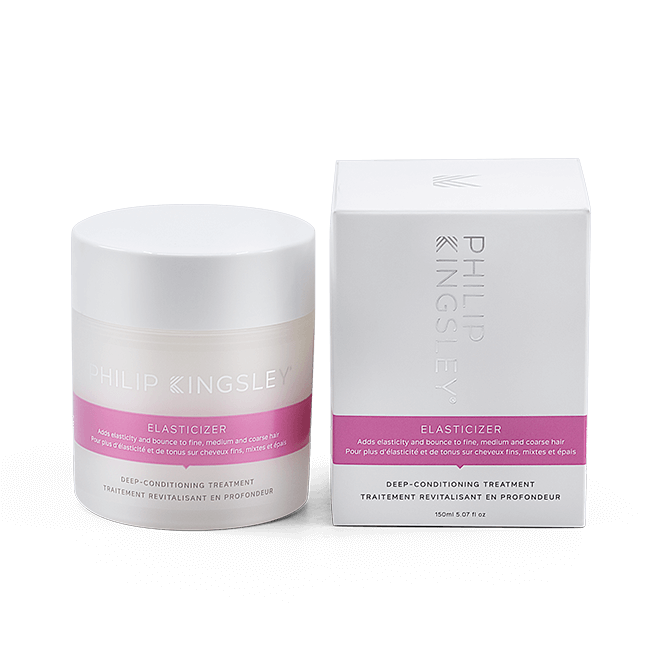 PHILIP KINGSLEY
ELASTICIZER
Adds elasticity and bounce to fine, medium and coarse hair
Pour plus d'élasticité et de tonus sur cheveux fins, mixtes et épais
DEEP-CONDITIONING TREATMENT
TRAITEMENT REVITALISANT EN PROFONDEUR
PHILIP
KINGSLEY®
ELASTICIZER
Adds elasticity and bounce to fine, medium and coarse hair
Pour plus d'élasticité et de tonus sur cheveux fins, mixtes et épais
DEEP-CONDITIONING TREATMENT
TRAITEMENT REVITALISANT EN PROFONDEUR
150ml 5.07 fl oz